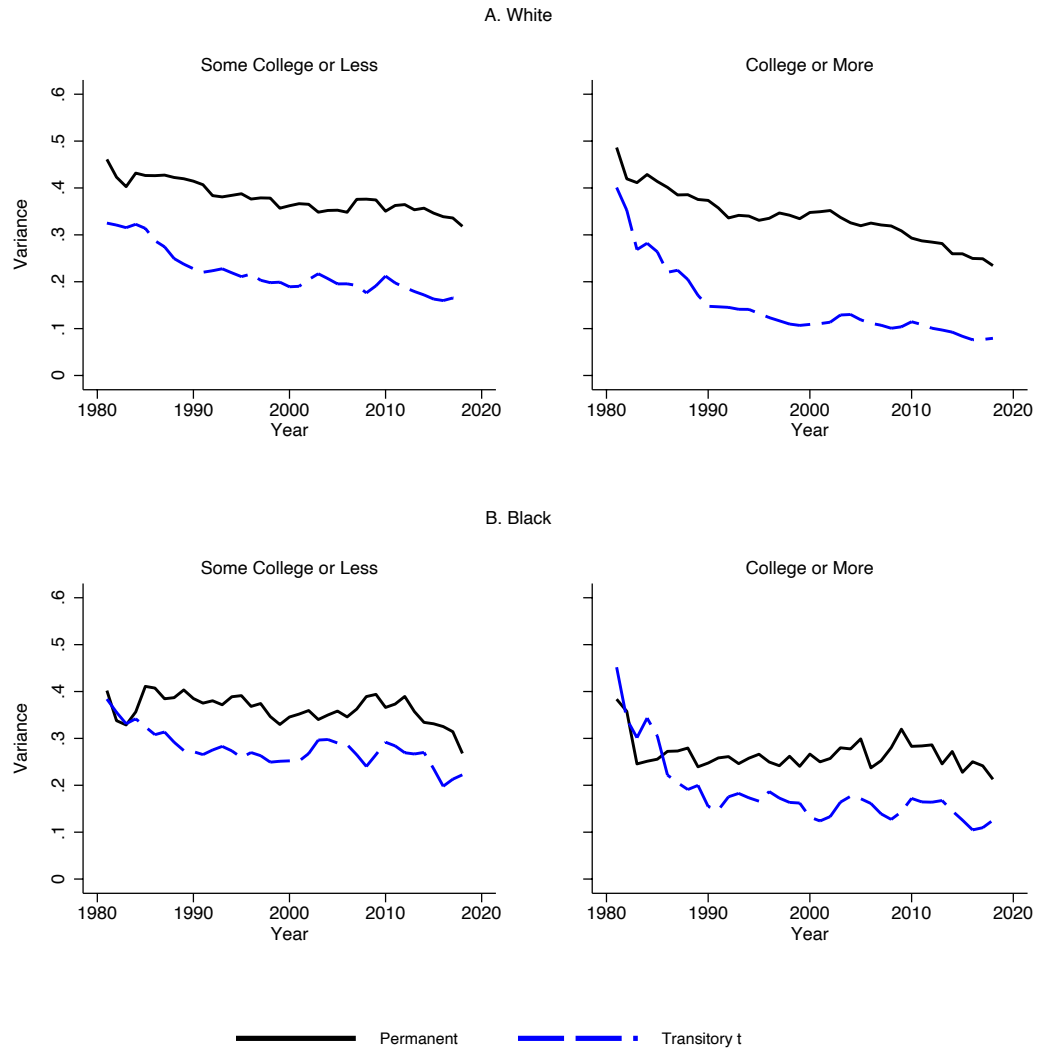 A. White
Some College or Less
College or More
Variance
.6
.5
.4
.3
.2
.1
0
1980 1990 2000 2010 2020
Year
1980 1990 2000 2010 2020
Year
B. Black
Some College or Less
College or More
Variance
.6
.5
.4
.3
.2
.1
0
1980 1990 2000 2010 2020
Year
1980 1990 2000 2010 2020
Year
Permanent
Transitory t